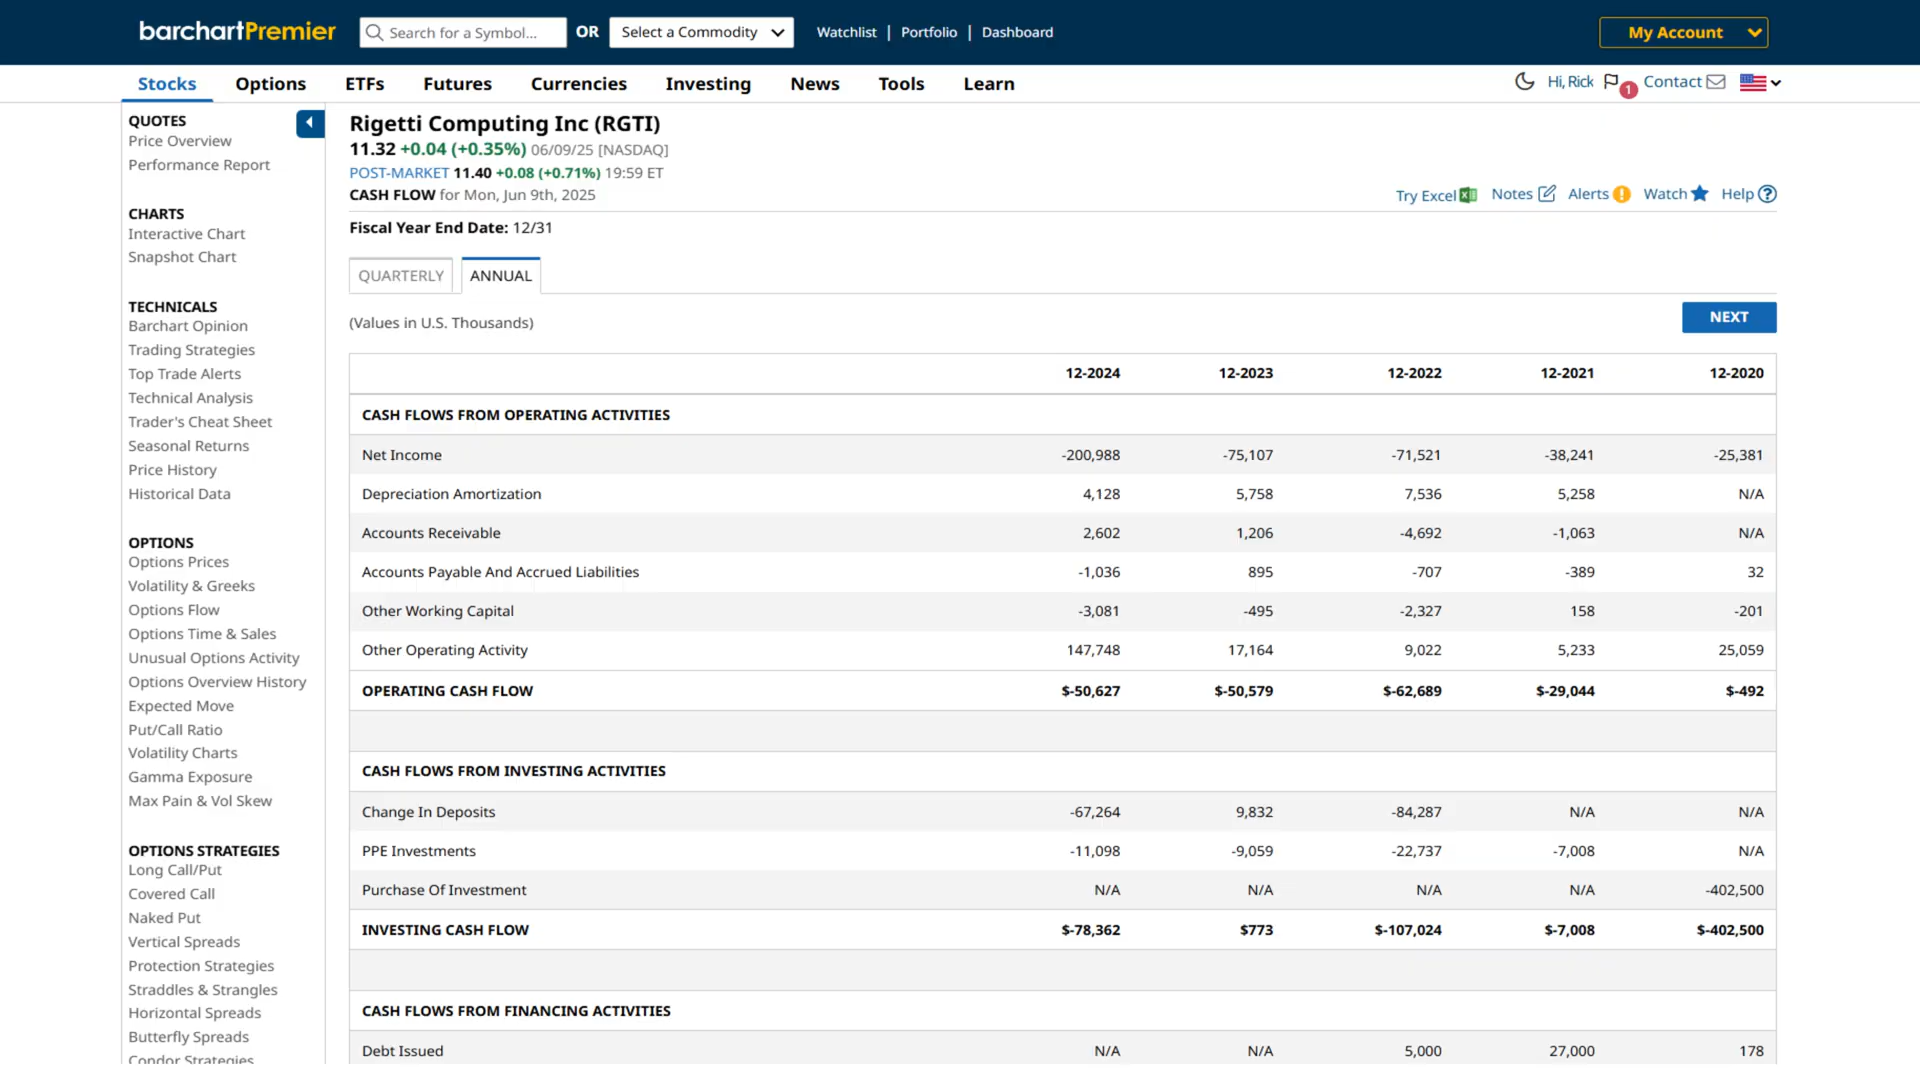 barchartPremier Search for a Symbol... OR Select a Commodity Watchlist | Portfolio | Dashboard My Account
Stocks Options ETFs Futures Currencies Investing News Tools Learn Hi, Rick 1 Contact
QUOTES
Price Overview
Performance Report
CHARTS
Interactive Chart
Snapshot Chart
TECHNICALS
Barchart Opinion
Trading Strategies
Top Trade Alerts
Technical Analysis
Trader's Cheat Sheet
Seasonal Returns
Price History
Historical Data
OPTIONS
Options Prices
Volatility & Greeks
Options Flow
Options Time & Sales
Unusual Options Activity
Options Overview History
Expected Move
Put/Call Ratio
Volatility Charts
Gamma Exposure
Max Pain & Vol Skew
OPTIONS STRATEGIES
Long Call/Put
Covered Call
Naked Put
Vertical Spreads
Protection Strategies
Straddles & Strangles
Horizontal Spreads
Butterfly Spreads
Condor Strategies
Rigetti Computing Inc (RGTI)
11.32 +0.04 (+0.35%) 06/09/25 [NASDAQ]
POST-MARKET 11.40 +0.08 (+0.71%) 19:59 ET
CASH FLOW for Mon, Jun 9th, 2025
Try Excel Notes Alerts Watch Help
Fiscal Year End Date: 12/31
QUARTERLY ANNUAL
(Values in U.S. Thousands) NEXT
12-2024 12-2023 12-2022 12-2021 12-2020
CASH FLOWS FROM OPERATING ACTIVITIES
Net Income -200,988 -75,107 -71,521 -38,241 -25,381
Depreciation Amortization 4,128 5,758 7,536 5,258 N/A
Accounts Receivable 2,602 1,206 -4,692 -1,063 N/A
Accounts Payable And Accrued Liabilities -1,036 895 -707 -389 32
Other Working Capital -3,081 -495 -2,327 158 -201
Other Operating Activity 147,748 17,164 9,022 5,233 25,059
OPERATING CASH FLOW $-50,627 $-50,579 $-62,689 $-29,044 $-492
CASH FLOWS FROM INVESTING ACTIVITIES
Change In Deposits -67,264 9,832 -84,287 N/A N/A
PPE Investments -11,098 -9,059 -22,737 -7,008 N/A
Purchase Of Investment N/A N/A N/A N/A -402,500
INVESTING CASH FLOW $-78,362 $773 $-107,024 $-7,008 $-402,500
CASH FLOWS FROM FINANCING ACTIVITIES
Debt Issued N/A N/A 5,000 27,000 178